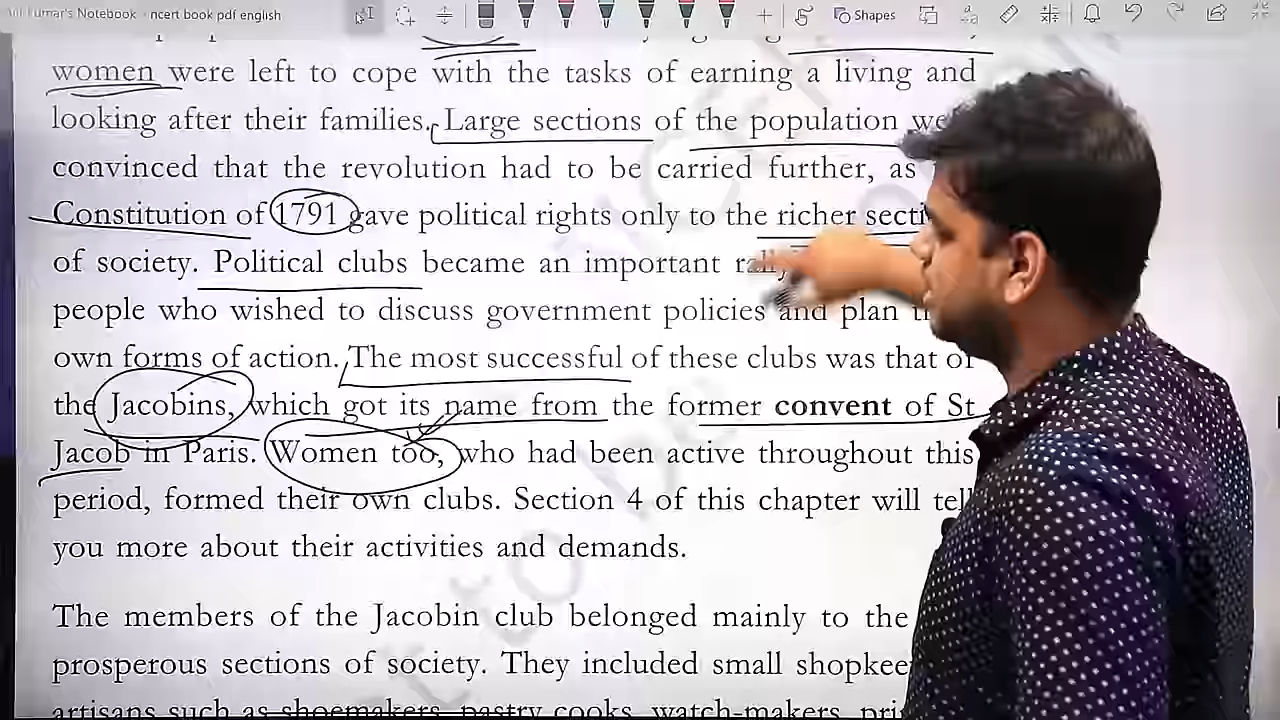 Kumar's Notebook - ncert book pdf english
Shapes
women were left to cope with the tasks of earning a living and
looking after their families. Large sections of the population
convinced that the revolution had to be carried further, as
Constitution of 1791 gave political rights only to the richer
of society. Political clubs became an important
people who wished to discuss government policies and plan
own forms of action. The most successful of these clubs was that of
the Jacobins, which got its name from the former convent of St
Jacob in Paris. Women too, who had been active throughout this
period, formed their own clubs. Section 4 of this chapter will tell
you more about their activities and demands.
The members of the Jacobin club belonged mainly to the
prosperous sections of society. They included small
artisans such as shoemakers, pastry cooks, watch-makers,